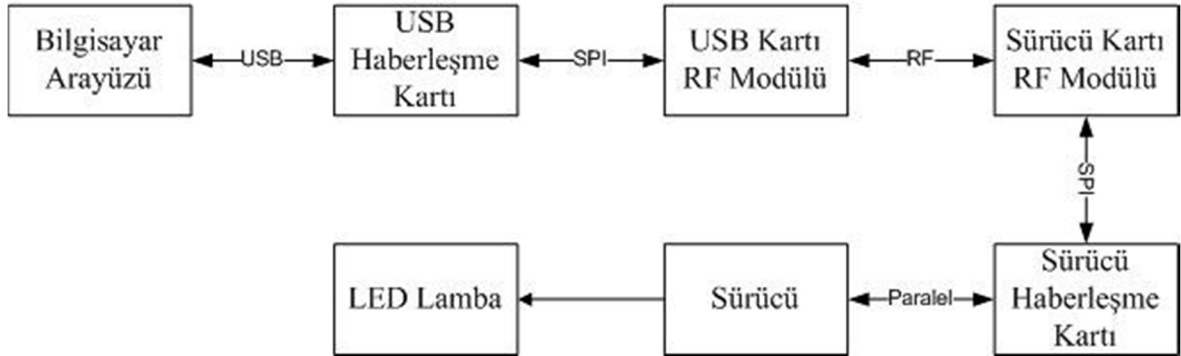 Bilgisayar
Arayüzü
USB
USB
Haberleşme
Kartı
SPI
USB Kartı
RF Modülü
RF
Sürücü Kartı
RF Modülü
SPI
Sürücü
Haberleşme
Kartı
Paralel
Sürücü
LED Lamba